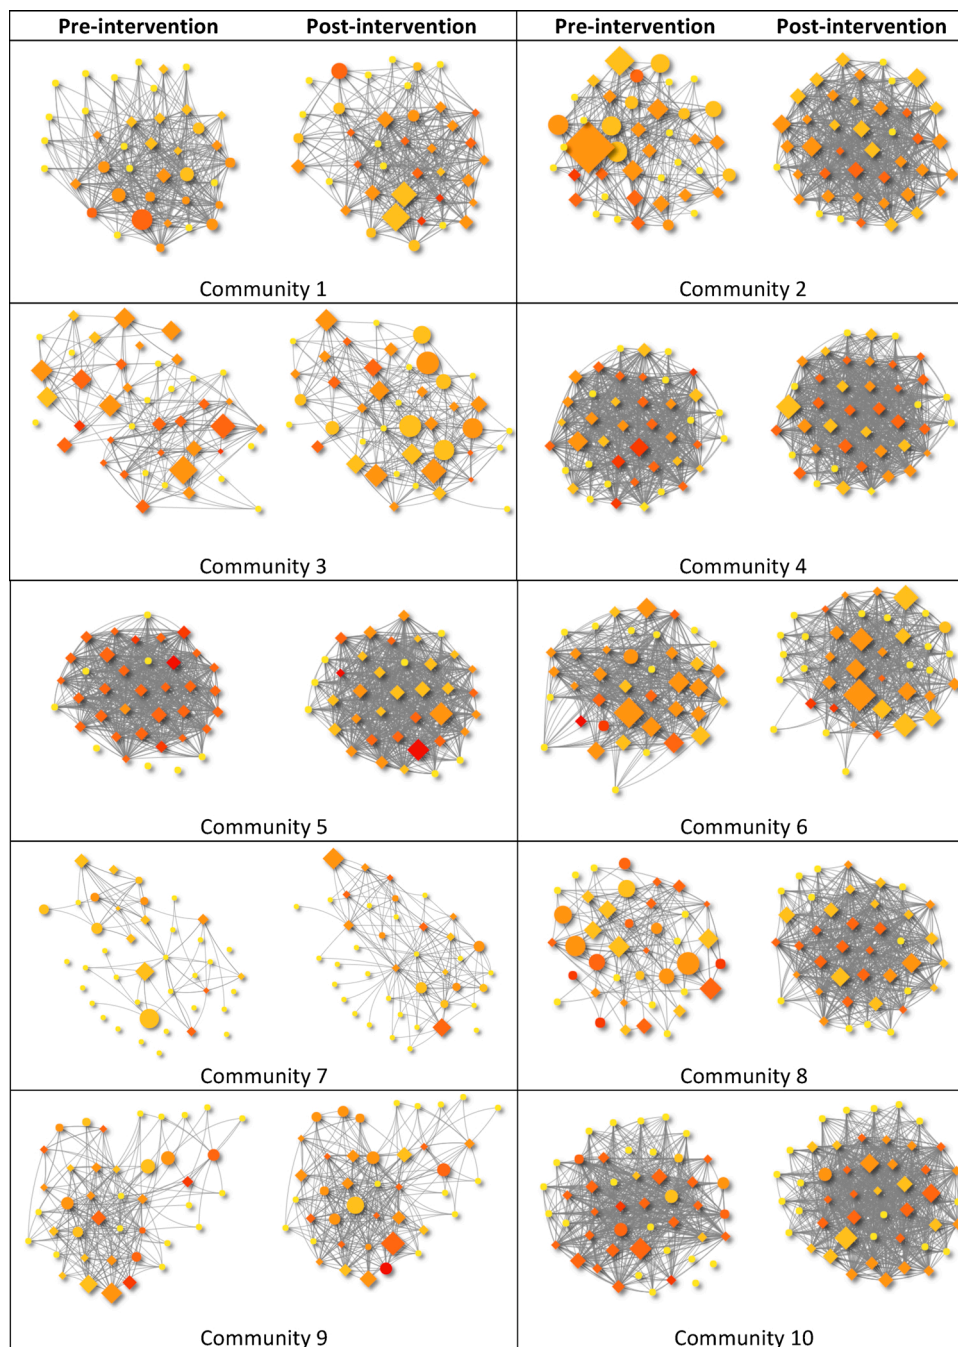 Pre-intervention Post-intervention Pre-intervention Post-intervention
Community 1 Community 2
Community 3 Community 4
Community 5 Community 6
Community 7 Community 8
Community 9 Community 10